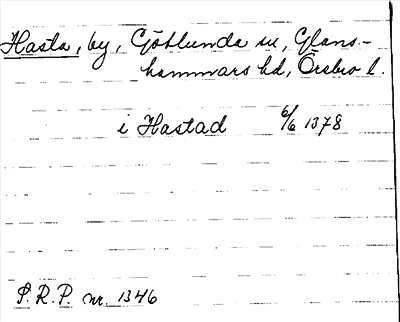 Hasta, by, Götlunda sn, Glans-
hammars hd, Örebro l.
i Hastad 6/6 1378
S.R.P. nr. 1346